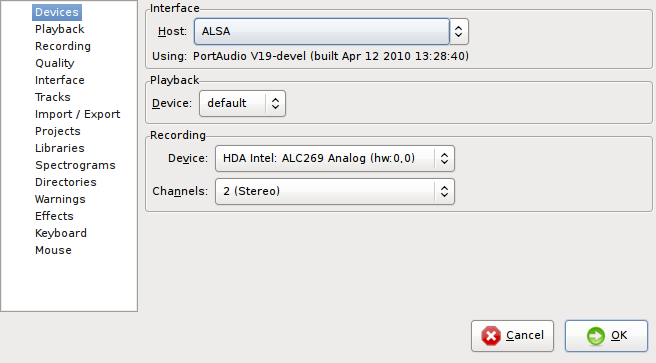 Devices
Playback
Recording
Quality
Interface
Tracks
Import / Export
Projects
Libraries
Spectrograms
Directories
Warnings
Effects
Keyboard
Mouse
Interface
Host: ALSA
Using: PortAudio V19-devel (built Apr 12 2010 13:28:40)
Playback
Device: default
Recording
Device: HDA Intel: ALC269 Analog (hw:0,0)
Channels: 2 (Stereo)
Cancel OK